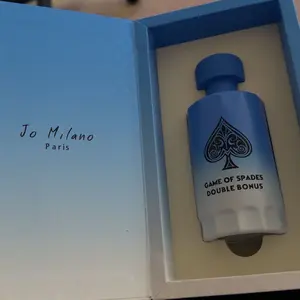 Jo Milano
Paris
GAME OF SPADES
DOUBLE BONUS